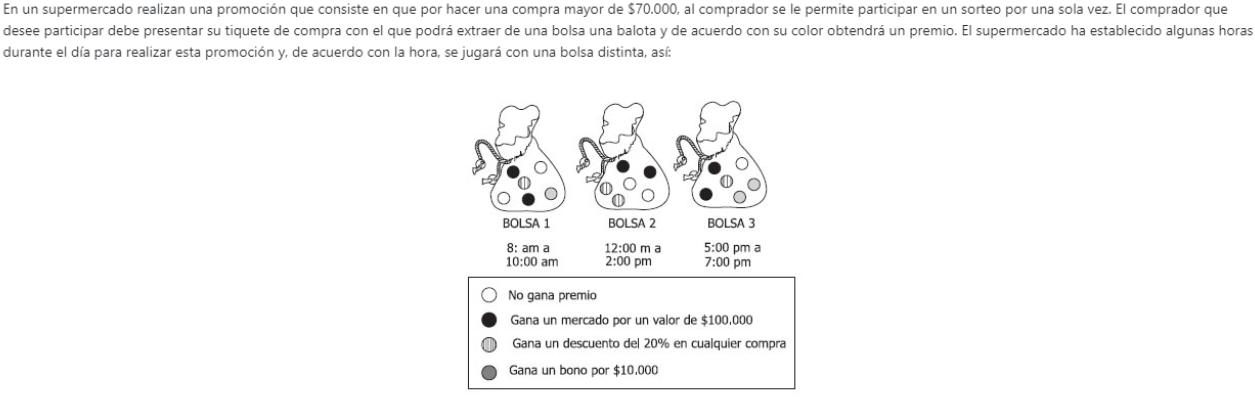 En un supermercado realizan una promoción que consiste en que por hacer una compra mayor de $70.000, al comprador se le permite participar en un sorteo por una sola vez. El comprador que
desee participar debe presentar su tiquete de compra con el que podrá extraer de una bolsa una balota y de acuerdo con su color obtendrá un premio. El supermercado ha establecido algunas horas
durante el día para realizar esta promoción y, de acuerdo con la hora, se jugará con una bolsa distinta, así:
BOLSA 1
8: am a
10:00 am
BOLSA 2
12:00 m a
2:00 pm
BOLSA 3
5:00 pm a
7:00 pm
No gana premio
Gana un mercado por un valor de $100.000
Gana un descuento del 20% en cualquier compra
Gana un bono por $10.000